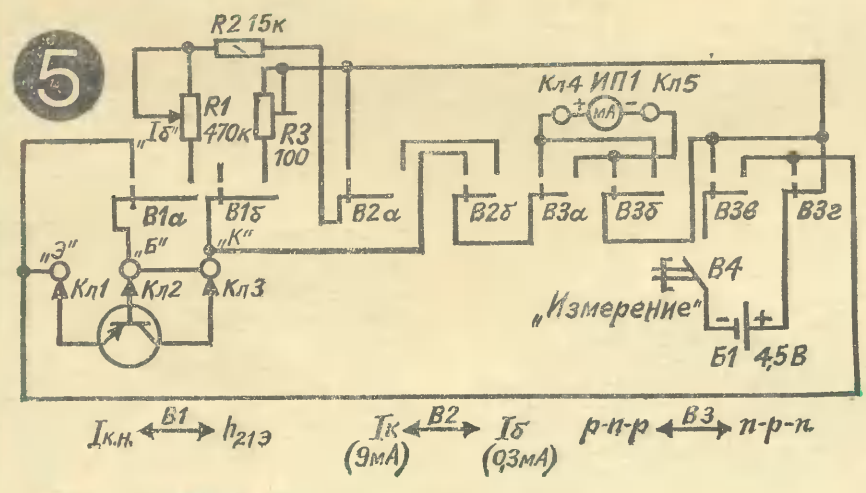 5
R2 15к
"Iб"
R1
470к
R3
100
Кл4 ИП1 Кл5
+ мА -
В1а
В1б
В2а
В2б
В3а
В3б
В3в
В3г
"Э"
"Б"
"К"
Кл1
Кл2
Кл3
В4
"Измерение"
- +
Б1 4,5В
Iк.н. В1 h21э
Iк В2 Iб
(9мА) (0,3мА)
р-п-р В3 п-р-п